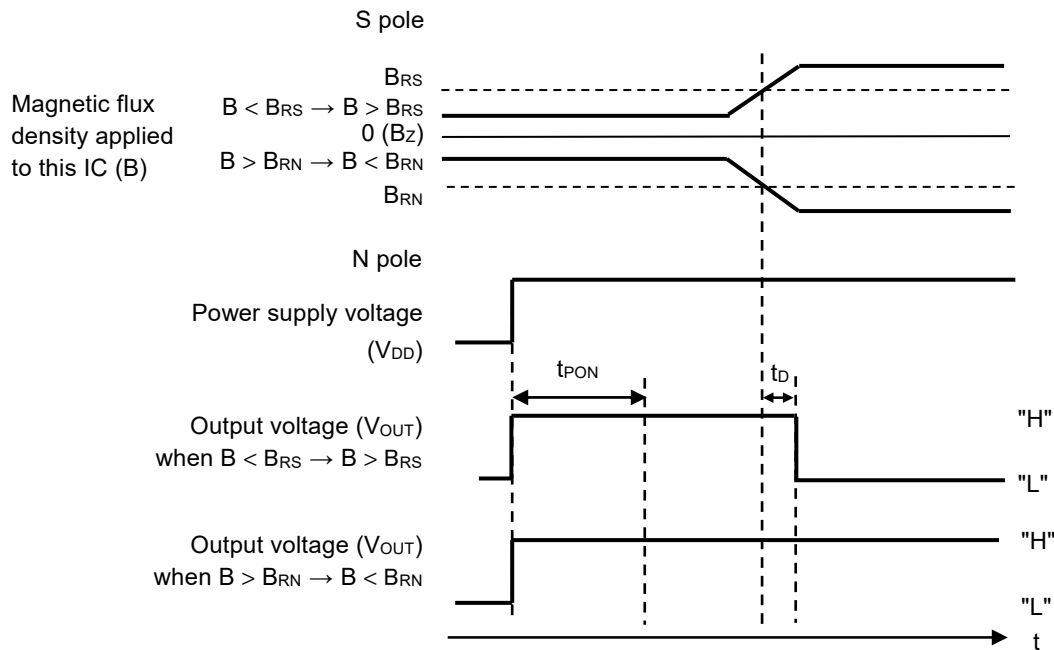 S pole
BRS
Magnetic flux
density applied
to this IC (B)
B < BRS → B > BRS
0 (BZ)
B > BRN → B < BRN
BRN
N pole
Power supply voltage
(VDD)
tPON
tD
Output voltage (VOUT)
when B < BRS → B > BRS
"H"
"L"
Output voltage (VOUT)
when B > BRN → B < BRN
"H"
"L"
t